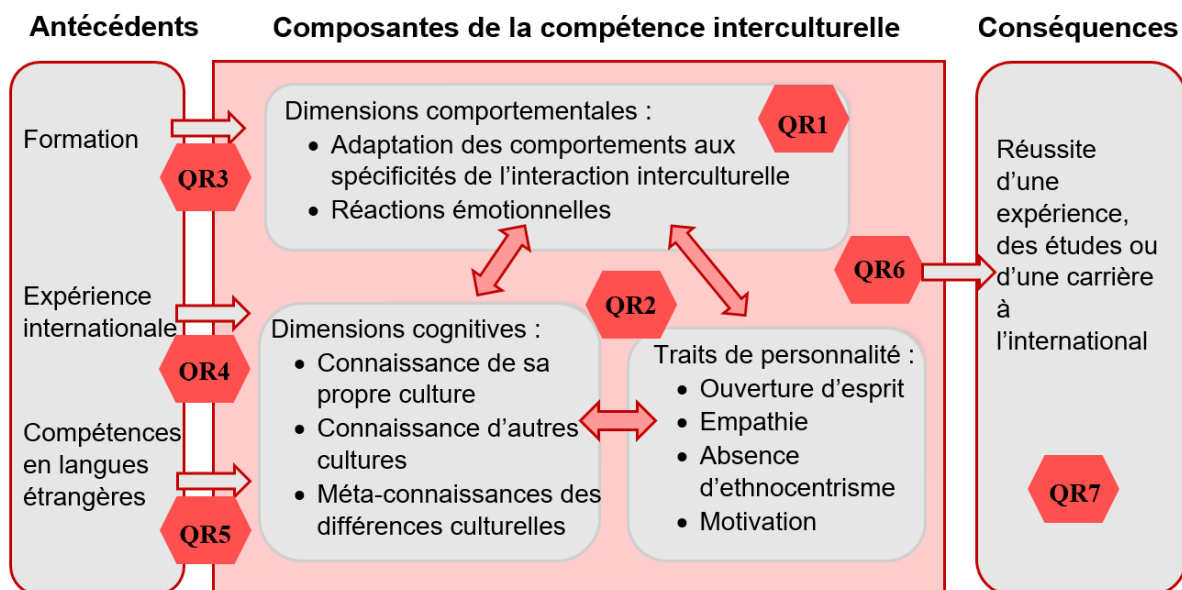 Antécédents
Composantes de la compétence interculturelle
Conséquences
Formation
QR3
Expérience
internationale
QR4
Compétences
en langues
étrangères
QR5
Dimensions comportementales :
• Adaptation des comportements aux
spécificités de l'interaction interculturelle
• Réactions émotionnelles
QR1
QR2
Dimensions cognitives :
• Connaissance de sa
propre culture
• Connaissance d'autres
cultures
• Méta-connaissances des
différences culturelles
Traits de personnalité :
• Ouverture d'esprit
• Empathie
• Absence
d'ethnocentrisme
• Motivation
QR6
Réussite
d'une
expérience,
des études ou
d'une carrière
à
l'international
QR7